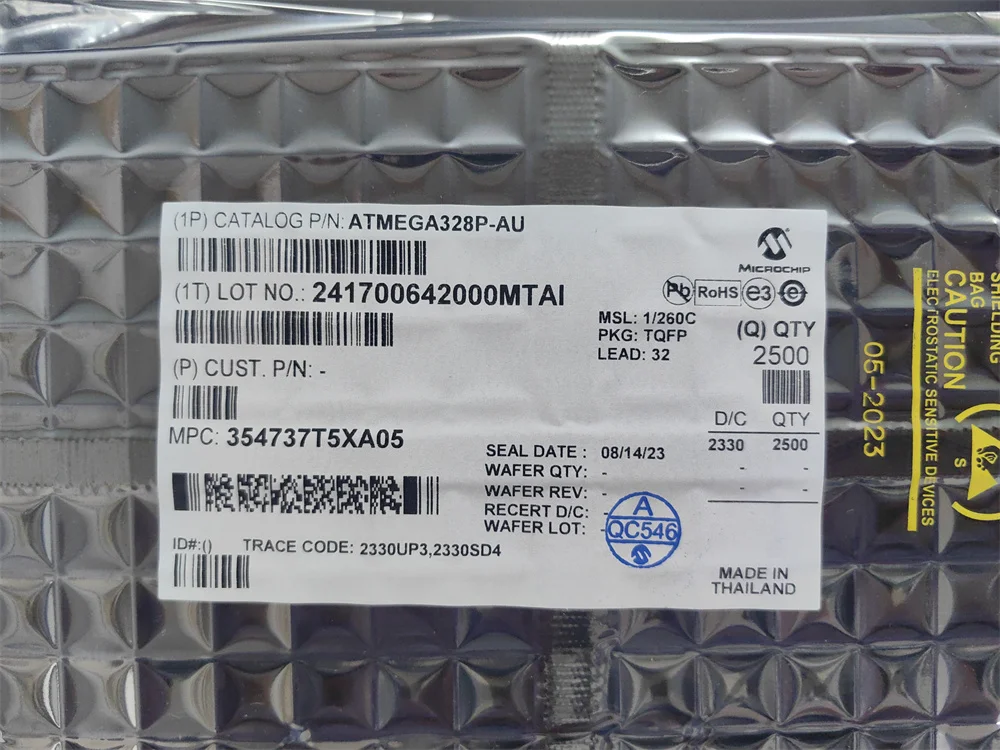 (1P) CATALOG P/N: ATMEGA328P-AU
MICROCHIP
(1T) LOT NO.: 241700642000MTAI
Pb RoHS e3 e
MSL: 1/260C
PKG: TQFP
LEAD: 32
(Q) QTY
2500
(P) CUST. P/N: -
D/C QTY
2330 2500
- -
- -
MPC: 354737T5XA05
SEAL DATE : 08/14/23
WAFER QTY: -
WAFER REV: -
RECERT D/C: -
WAFER LOT: -
A
QC546
ID#:() TRACE CODE: 2330UP3,2330SD4
MADE IN
THAILAND
05-2023
SHIELDING
BAG
CAUTION
ELECTROSTATIC SENSITIVE DEVICES
S